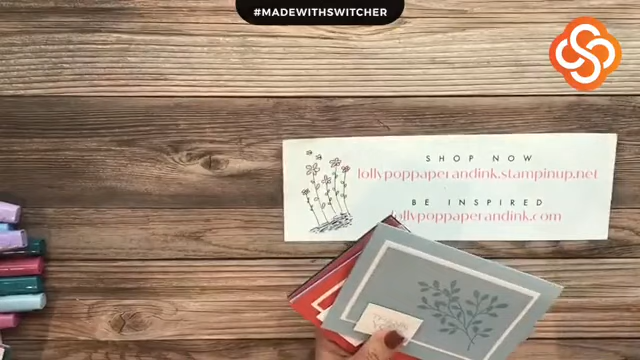 #MADEWITHSWITCHER
SHOP NOW
lollypoppaperandink.stampinup.net
BE INSPIRED
lollypoppaperandink.com